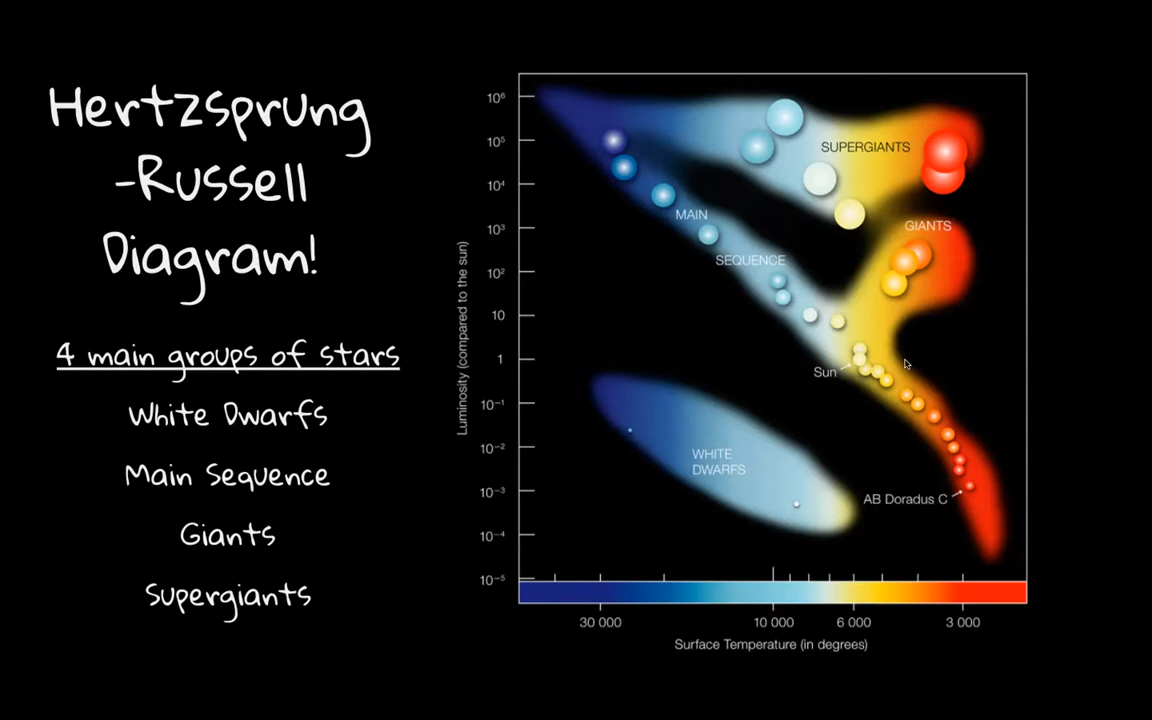 Hertzsprung
-Russell
Diagram!
4 main groups of stars
White Dwarfs
Main Sequence
Giants
Supergiants
Luminosity (compared to the sun)
10⁶
10⁵
10⁴
10³
10²
10
1
10⁻¹
10⁻²
10⁻³
10⁻⁴
10⁻⁵
SUPERGIANTS
MAIN
SEQUENCE
GIANTS
Sun
WHITE
DWARFS
AB Doradus C
30 000
10 000
6 000
3 000
Surface Temperature (in degrees)